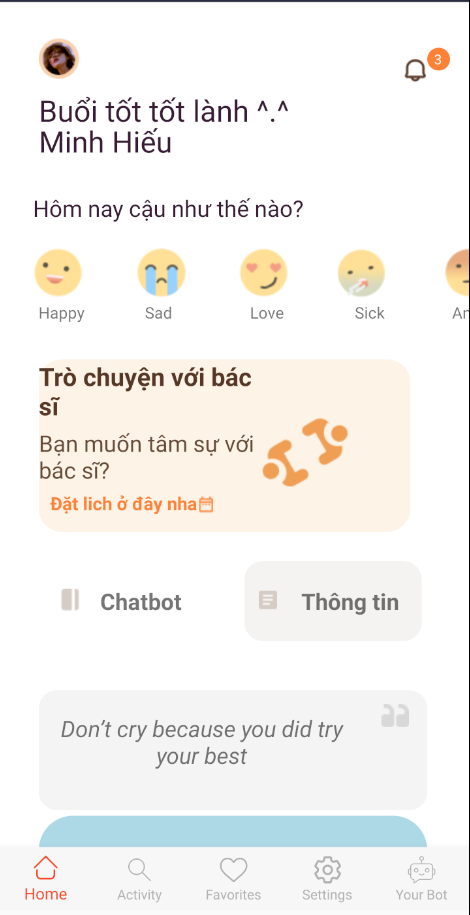 3
Buổi tốt tốt lành ^.^
Minh Hiếu
Hôm nay cậu như thế nào?
Happy Sad Love Sick An
Trò chuyện với bác
sĩ
Bạn muốn tâm sự với
bác sĩ?
Đặt lich ở đây nha
Chatbot Thông tin
Don't cry because you did try
your best
Home Activity Favorites Settings Your Bot